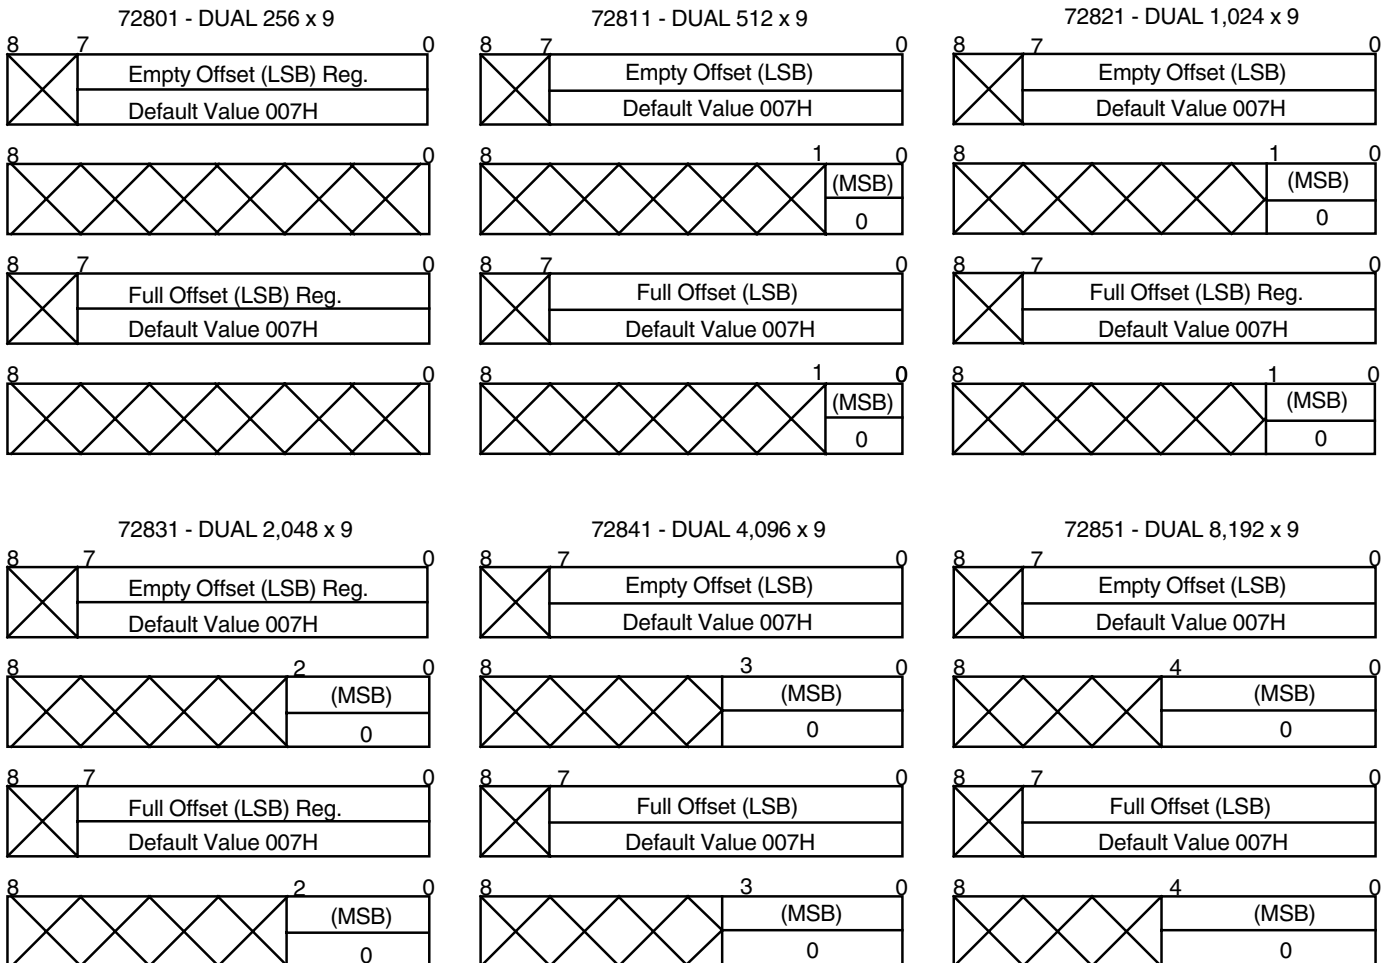 72801 - DUAL 256 x 9
8 7 0
Empty Offset (LSB) Reg.
Default Value 007H
8 0
8 7 0
Full Offset (LSB) Reg.
Default Value 007H
8 0
72811 - DUAL 512 x 9
8 7 0
Empty Offset (LSB)
Default Value 007H
8 1 0
(MSB)
0
8 7 0
Full Offset (LSB)
Default Value 007H
8 1 0
(MSB)
0
72821 - DUAL 1,024 x 9
8 7 0
Empty Offset (LSB)
Default Value 007H
8 1 0
(MSB)
0
8 7 0
Full Offset (LSB) Reg.
Default Value 007H
8 1 0
(MSB)
0
72831 - DUAL 2,048 x 9
8 7 0
Empty Offset (LSB) Reg.
Default Value 007H
8 2 0
(MSB)
0
8 7 0
Full Offset (LSB) Reg.
Default Value 007H
8 2 0
(MSB)
0
72841 - DUAL 4,096 x 9
8 7 0
Empty Offset (LSB)
Default Value 007H
8 3 0
(MSB)
0
8 7 0
Full Offset (LSB)
Default Value 007H
8 3 0
(MSB)
0
72851 - DUAL 8,192 x 9
8 7 0
Empty Offset (LSB)
Default Value 007H
8 4 0
(MSB)
0
8 7 0
Full Offset (LSB)
Default Value 007H
8 4 0
(MSB)
0